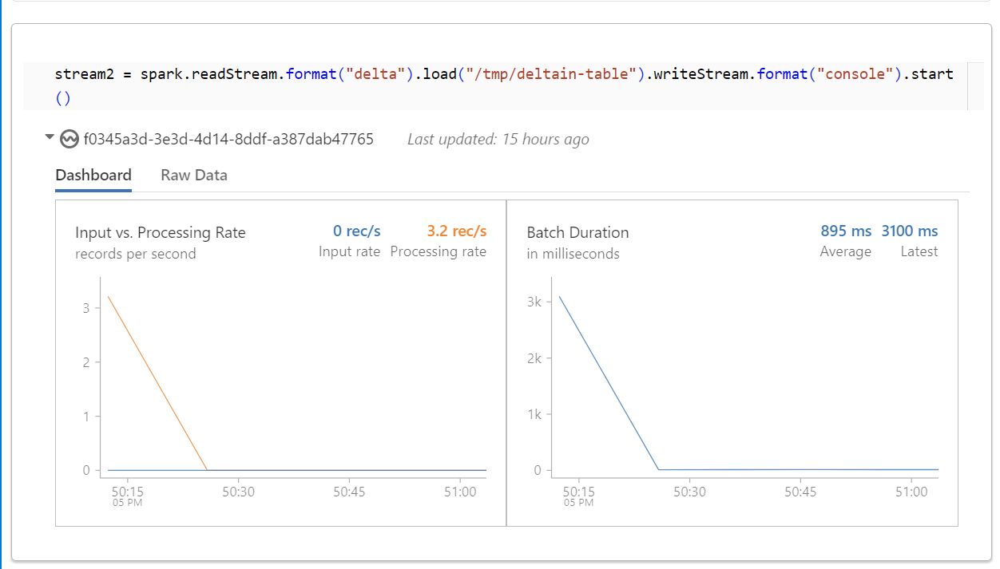 stream2 = spark.readStream.format("delta").load("/tmp/deltain-table").writeStream.format("console").start
()
f0345a3d-3e3d-4d14-8ddf-a387dab47765 Last updated: 15 hours ago
Dashboard Raw Data
Input vs. Processing Rate
records per second
0 rec/s 3.2 rec/s
Input rate Processing rate
3
2
1
0
50:15 50:30 50:45 51:00
05 PM
Batch Duration
in milliseconds
895 ms 3100 ms
Average Latest
3k
2k
1k
0
50:15 50:30 50:45 51:00
05 PM